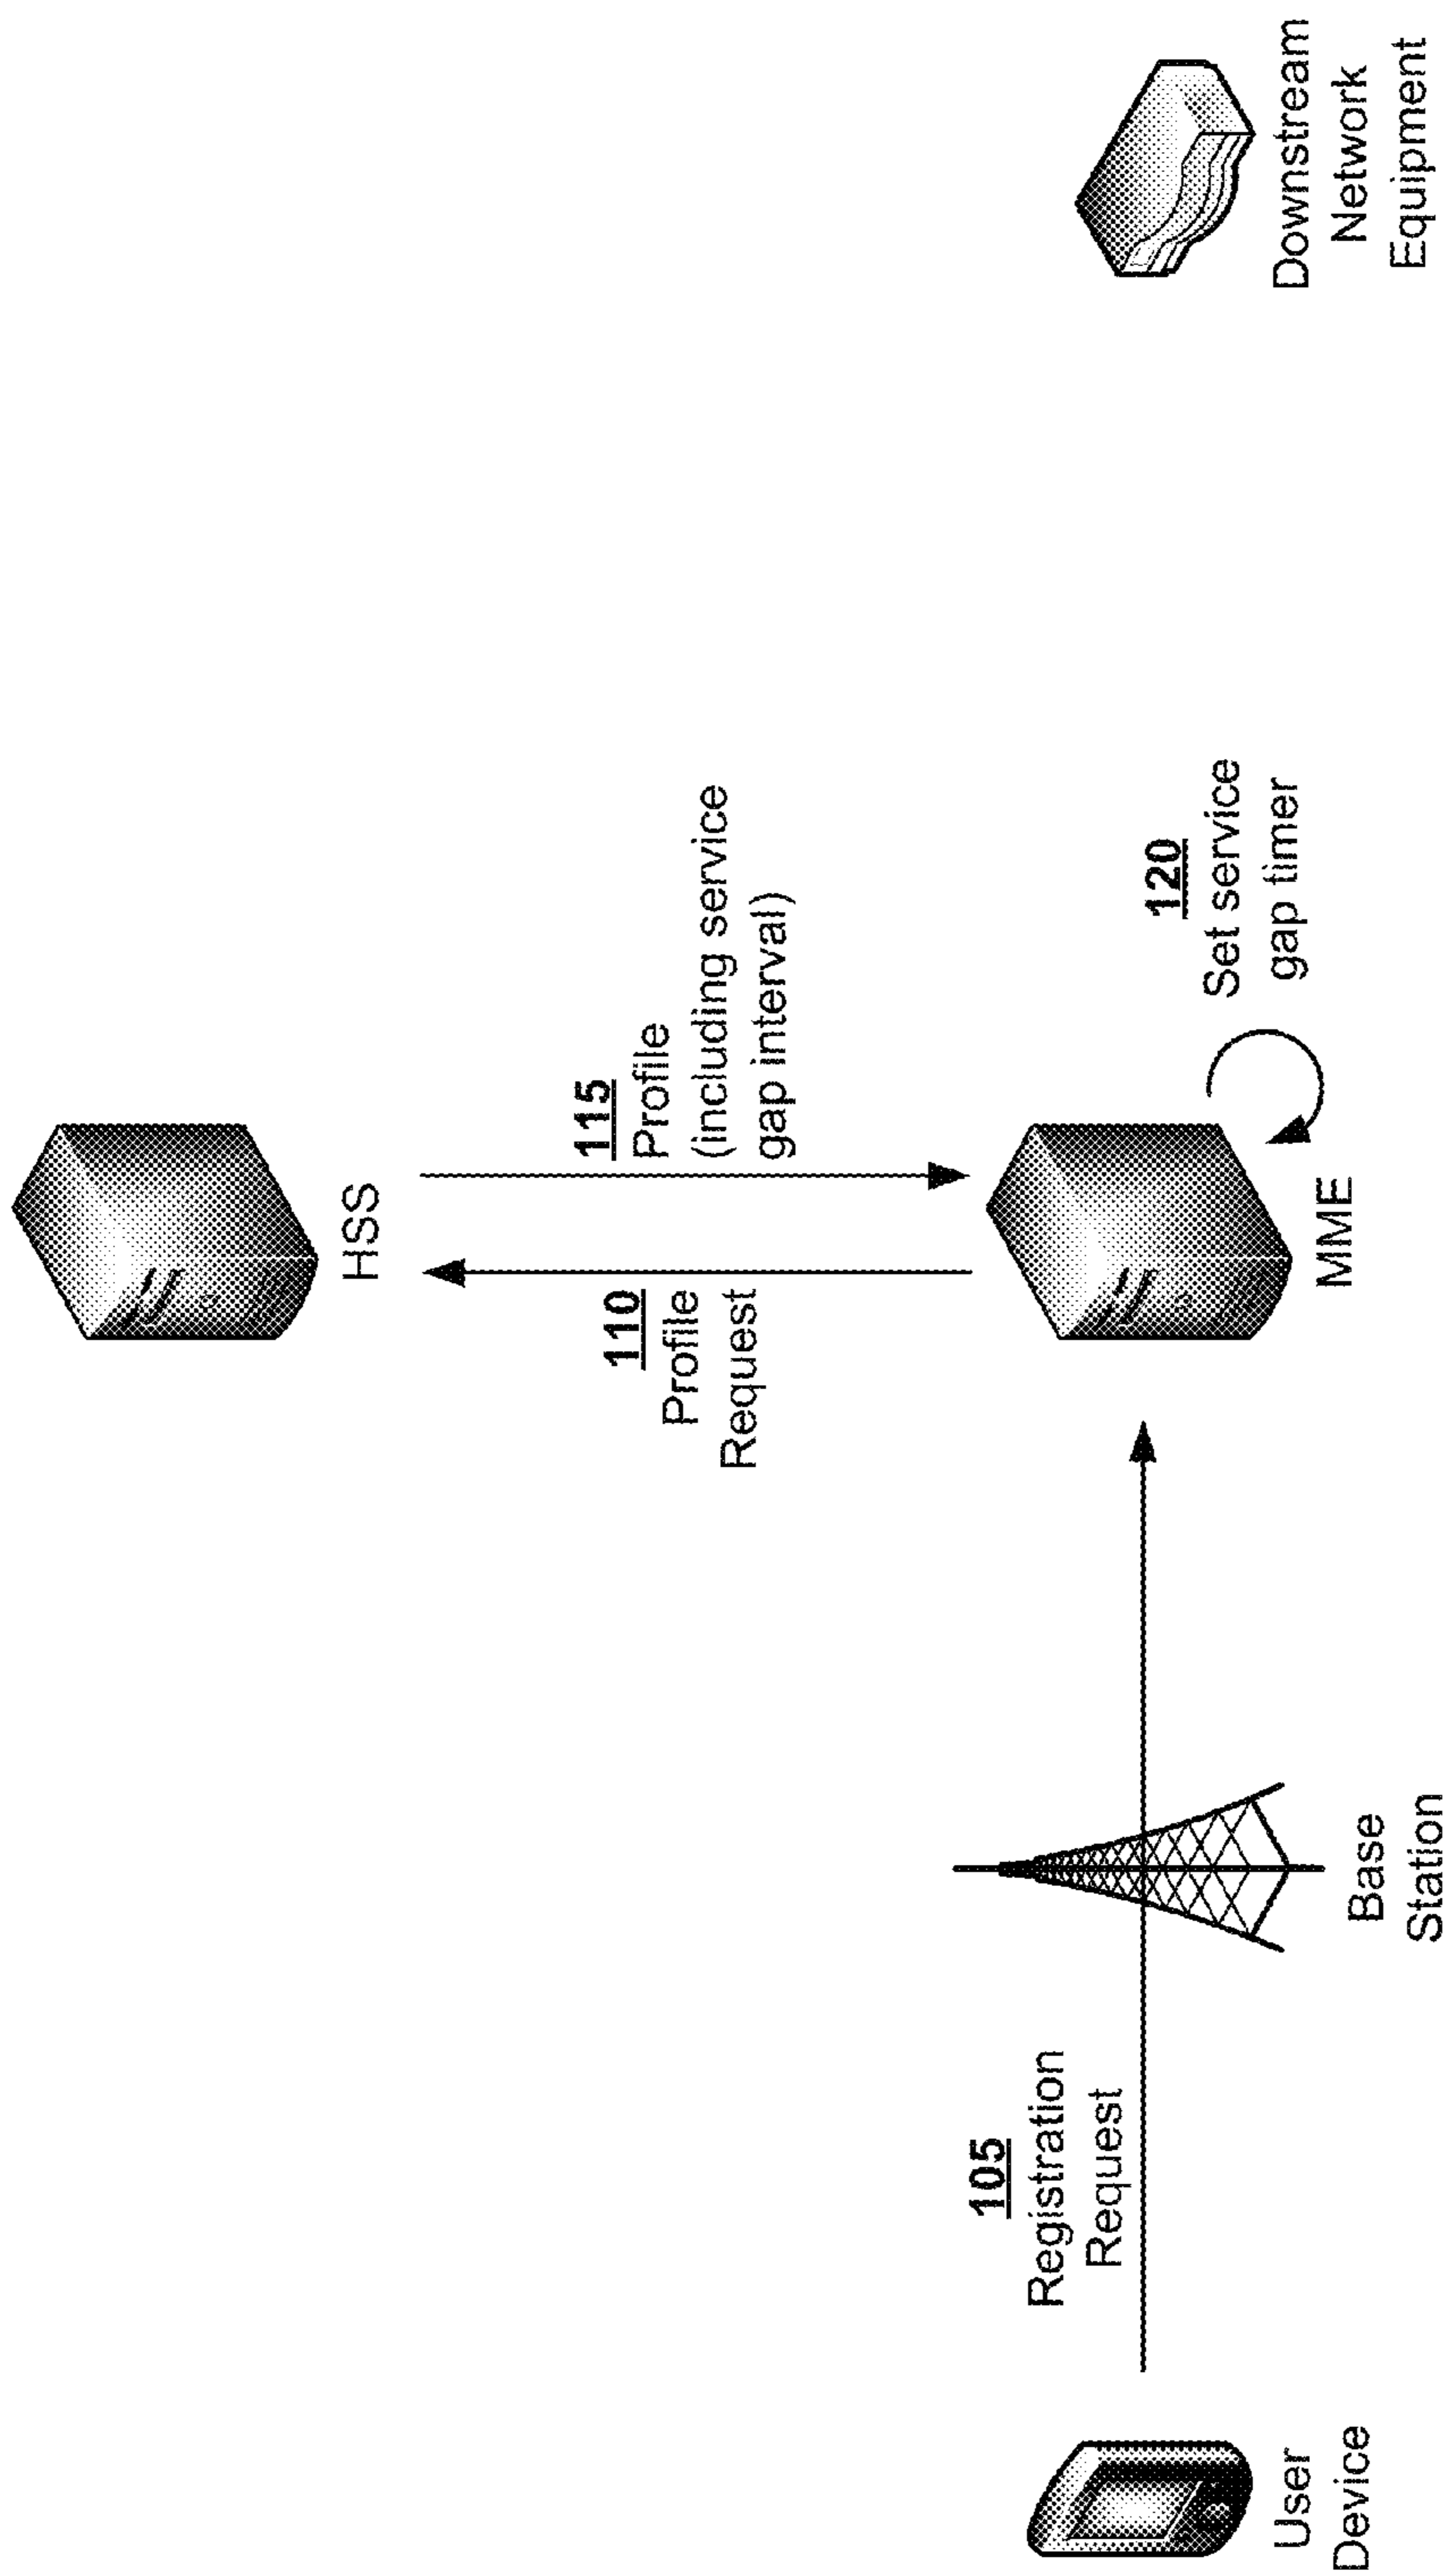 HSS
110
Profile
Request
115
Profile
(including service
gap interval)
105
Registration
Request
120
Set service
gap timer
User
Device
Base
Station
MME
Downstream
Network
Equipment